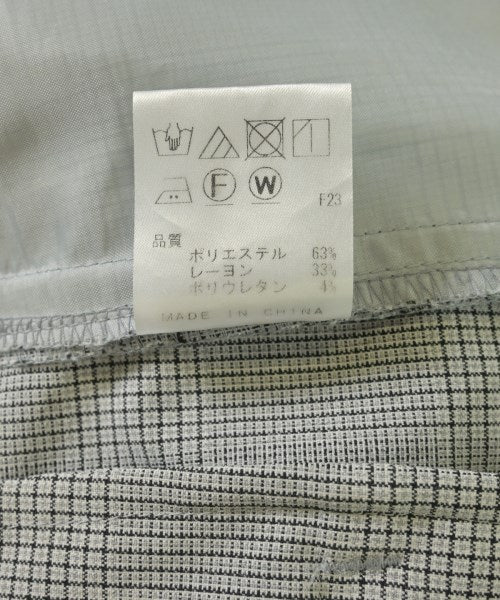 F W
F23
品質
ポリエステル 63%
レーヨン 33%
ポリウレタン 4%
MADE IN CHINA